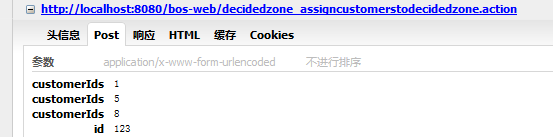 http://localhost:8080/bos-web/decidedzone_assigncustomerstodecidedzone.action
头信息 Post 响应 HTML 缓存 Cookies
参数 application/x-www-form-urlencoded 不进行排序
customerIds 1
customerIds 5
customerIds 8
id 123